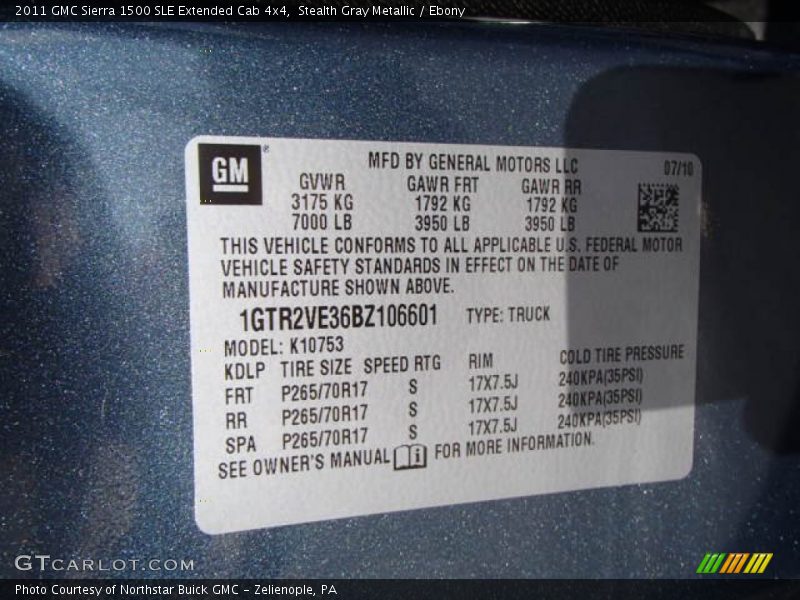 2011 GMC Sierra 1500 SLE Extended Cab 4x4, Stealth Gray Metallic / Ebony
GM ®
MFD BY GENERAL MOTORS LLC 07/10
GVWR GAWR FRT GAWR RR
3175 KG 1792 KG 1792 KG
7000 LB 3950 LB 3950 LB
THIS VEHICLE CONFORMS TO ALL APPLICABLE U.S. FEDERAL MOTOR
VEHICLE SAFETY STANDARDS IN EFFECT ON THE DATE OF
MANUFACTURE SHOWN ABOVE.
1GTR2VE36BZ106601 TYPE: TRUCK
MODEL: K10753
KDLP TIRE SIZE SPEED RTG RIM COLD TIRE PRESSURE
FRT P265/70R17 S 17X7.5J 240KPA(35PSI)
RR P265/70R17 S 17X7.5J 240KPA(35PSI)
SPA P265/70R17 S 17X7.5J 240KPA(35PSI)
SEE OWNER'S MANUAL FOR MORE INFORMATION.
GTCARLOT.COM
Photo Courtesy of Northstar Buick GMC - Zelienople, PA